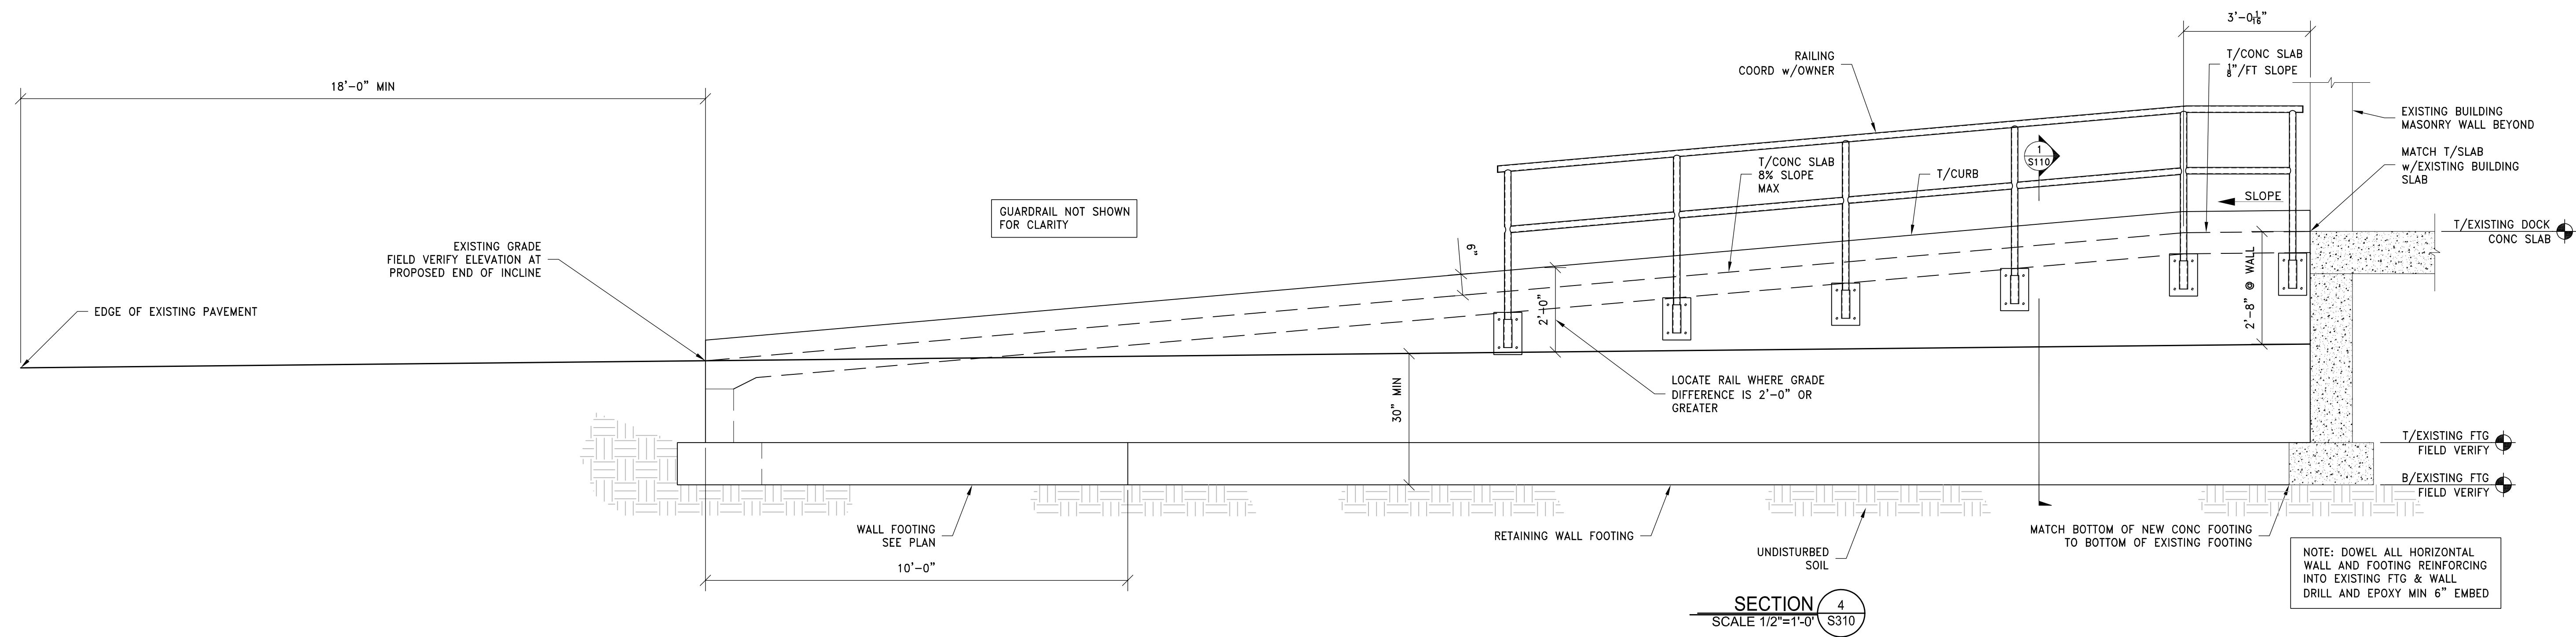 3'-0 1/16"
18'-0" MIN
RAILING
COORD w/OWNER
T/CONC SLAB
1/8"/FT SLOPE
EXISTING BUILDING
MASONRY WALL BEYOND
MATCH T/SLAB
w/EXISTING BUILDING
SLAB
1
S110
T/CONC SLAB
8% SLOPE
MAX
T/CURB
SLOPE
GUARDRAIL NOT SHOWN
FOR CLARITY
T/EXISTING DOCK
CONC SLAB
EXISTING GRADE
FIELD VERIFY ELEVATION AT
PROPOSED END OF INCLINE
6"
2'-0"
2'-8" @ WALL
EDGE OF EXISTING PAVEMENT
LOCATE RAIL WHERE GRADE
DIFFERENCE IS 2'-0" OR
GREATER
30" MIN
T/EXISTING FTG
FIELD VERIFY
B/EXISTING FTG
FIELD VERIFY
WALL FOOTING
SEE PLAN
RETAINING WALL FOOTING
UNDISTURBED
SOIL
MATCH BOTTOM OF NEW CONC FOOTING
TO BOTTOM OF EXISTING FOOTING
10'-0"
NOTE: DOWEL ALL HORIZONTAL
WALL AND FOOTING REINFORCING
INTO EXISTING FTG & WALL
DRILL AND EPOXY MIN 6" EMBED
SECTION
SCALE 1/2"=1'-0'
4
S310